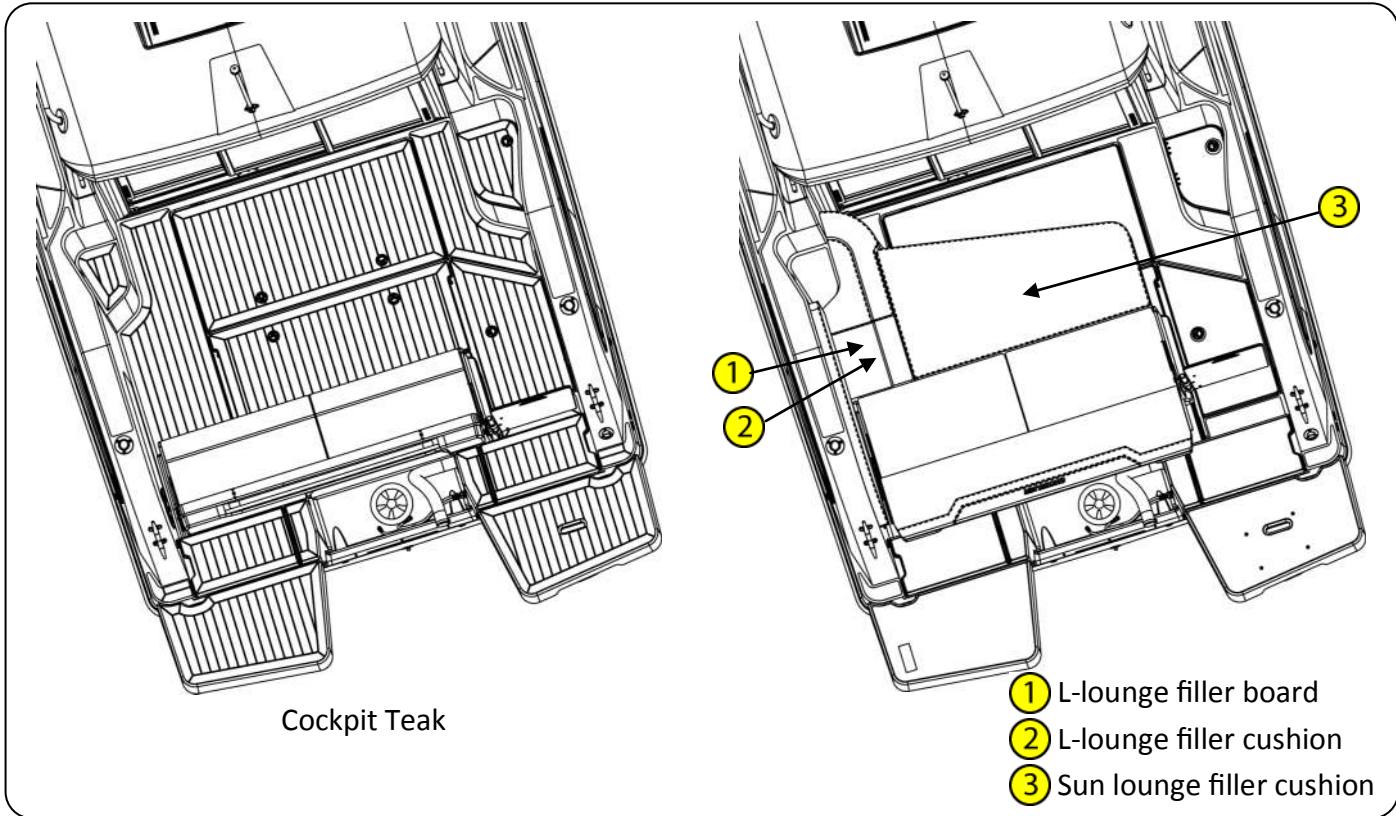 3
1
2
Cockpit Teak
1 L-lounge filler board
2 L-lounge filler cushion
3 Sun lounge filler cushion